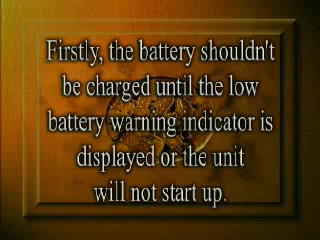 Firstly, the battery shouldn't
be charged until the low
battery warning indicator is
displayed or the unit
will not start up.